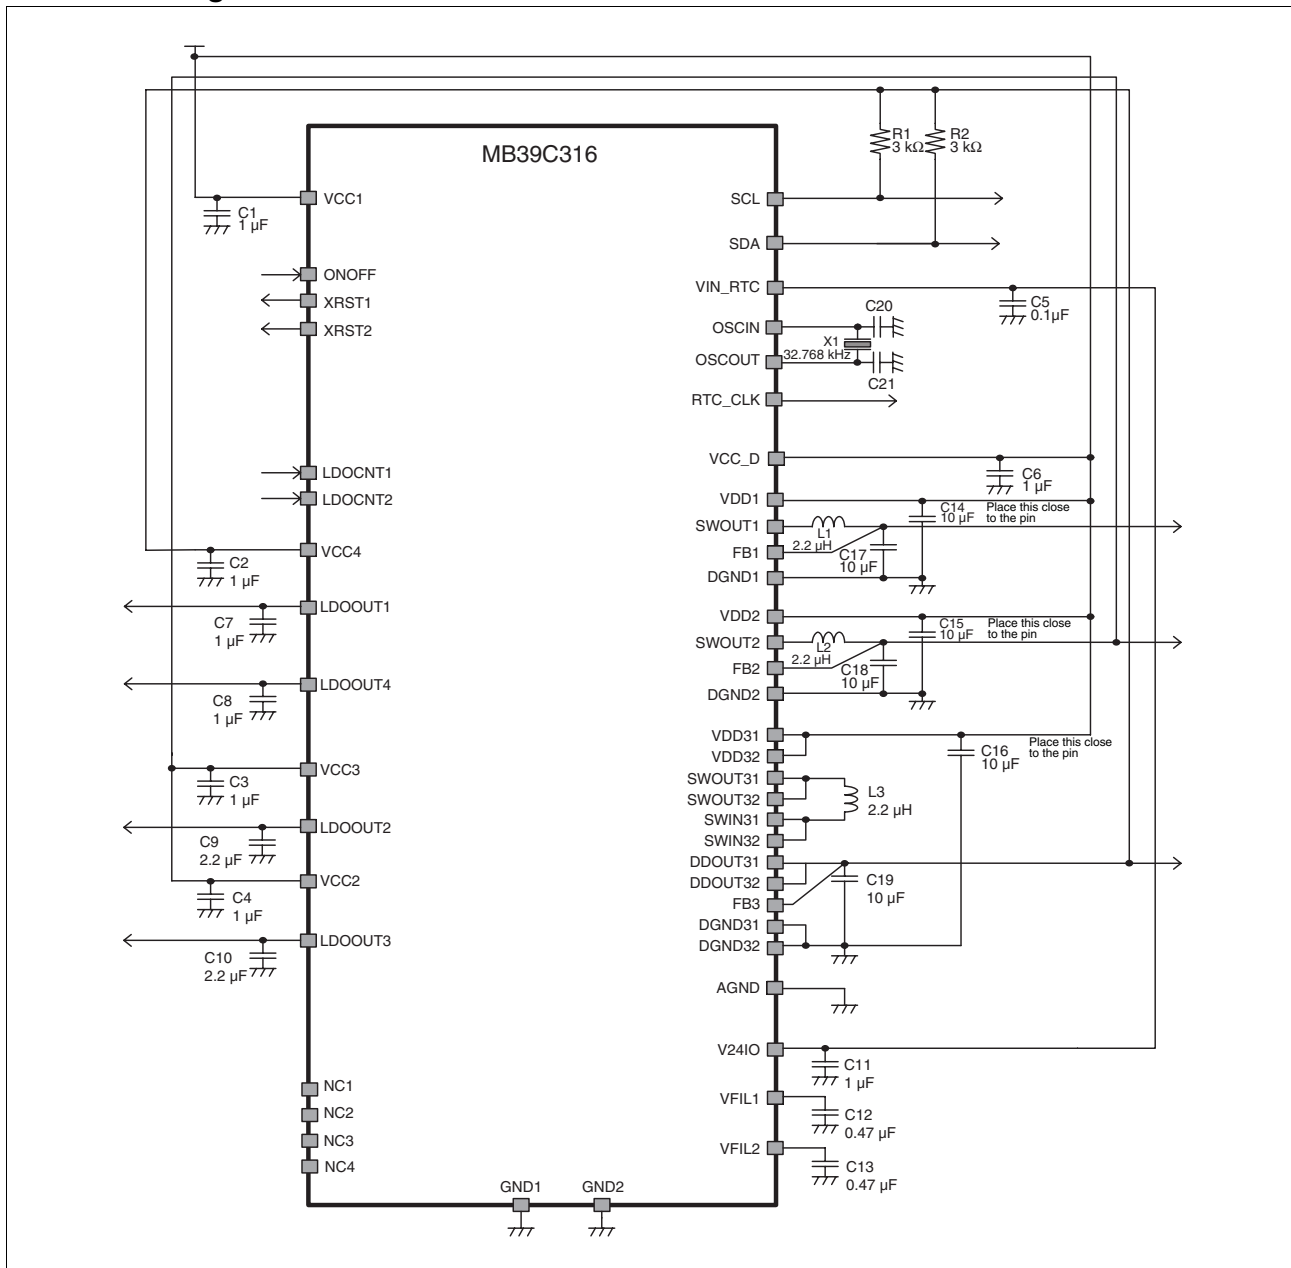 MB39C316
VCC1
C1
1 µF
ONOFF
XRST1
XRST2
LDOCNT1
LDOCNT2
VCC4
C2
1 µF
LDOOUT1
C7
1 µF
LDOOUT4
C8
1 µF
VCC3
C3
1 µF
LDOOUT2
C9
2.2 µF
VCC2
C4
1 µF
LDOOUT3
C10
2.2 µF
NC1
NC2
NC3
NC4
GND1
GND2
R1
3 kΩ
R2
3 kΩ
SCL
SDA
VIN_RTC
C5
0.1µF
OSCIN
C20
X1
32.768 kHz
OSCOUT
C21
RTC_CLK
VCC_D
C6
1 µF
VDD1
C14
10 µF
Place this close
to the pin
SWOUT1
L1
2.2 µH
FB1
C17
10 µF
DGND1
VDD2
C15
10 µF
Place this close
to the pin
SWOUT2
L2
2.2 µH
FB2
C18
10 µF
DGND2
VDD31
Place this close
to the pin
VDD32
C16
10 µF
SWOUT31
SWOUT32
L3
2.2 µH
SWIN31
SWIN32
DDOUT31
DDOUT32
C19
10 µF
FB3
DGND31
DGND32
AGND
V24IO
C11
1 µF
VFIL1
C12
0.47 µF
VFIL2
C13
0.47 µF